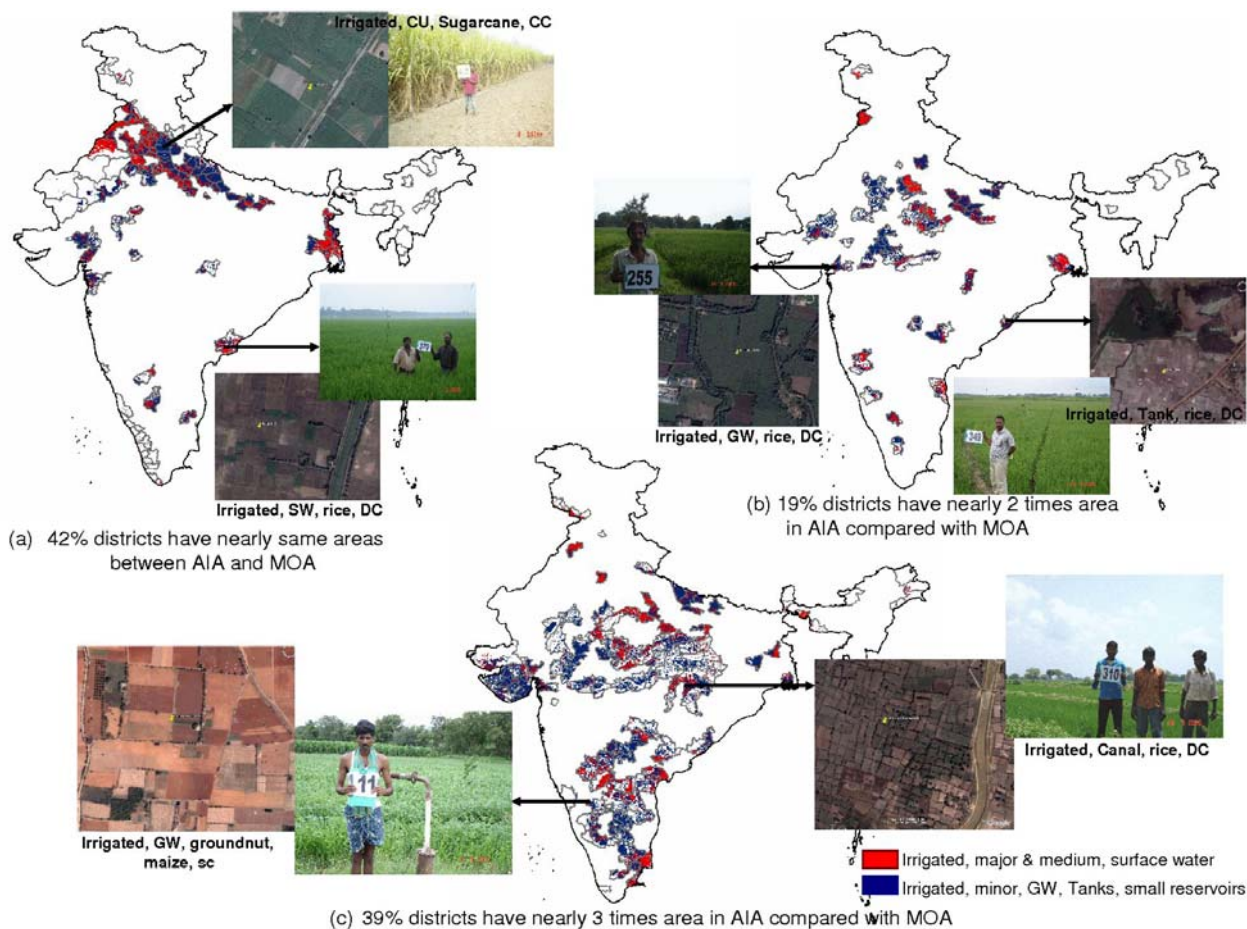 Irrigated, CU, Sugarcane, CC
Irrigated, SW, rice, DC
(a) 42% districts have nearly same areas
between AIA and MOA
255
Irrigated, GW, rice, DC
Irrigated, Tank, rice, DC
(b) 19% districts have nearly 2 times area
in AIA compared with MOA
Irrigated, GW, groundnut,
maize, sc
11
310
Irrigated, Canal, rice, DC
Irrigated, major & medium, surface water
Irrigated, minor, GW, Tanks, small reservoirs
(c) 39% districts have nearly 3 times area in AIA compared with MOA